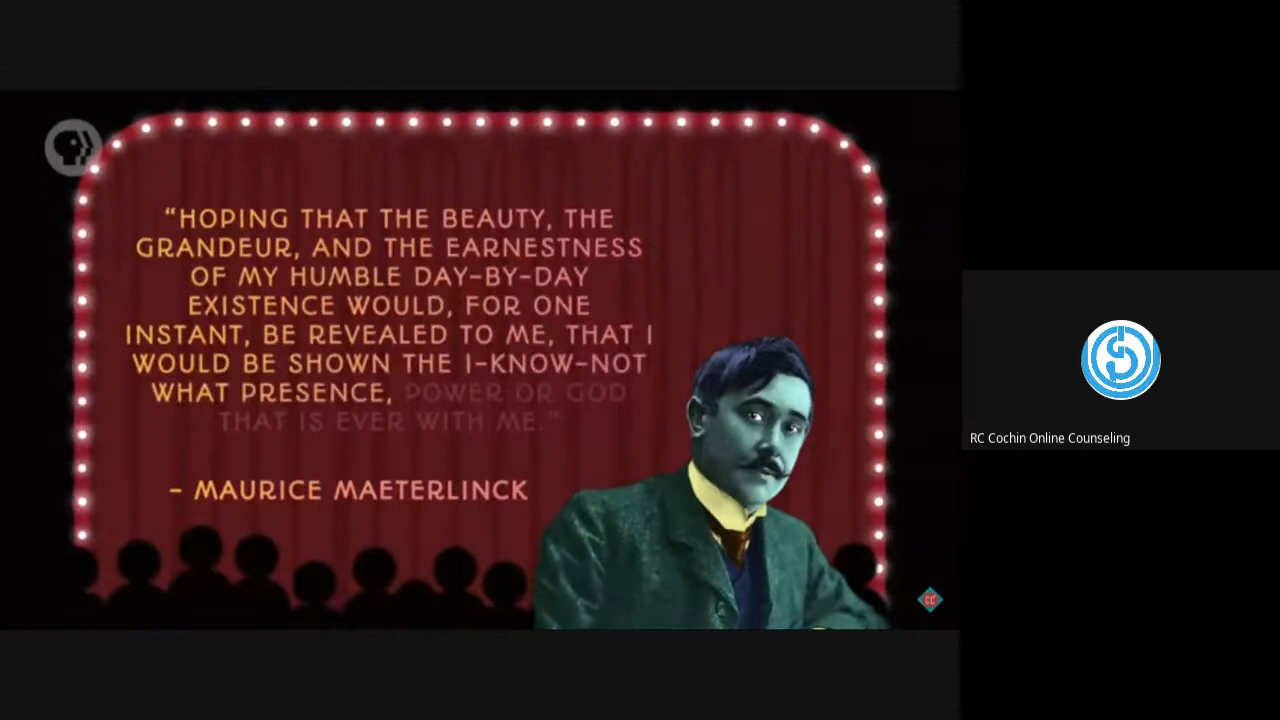 “HOPING THAT THE BEAUTY, THE
GRANDEUR, AND THE EARNESTNESS
OF MY HUMBLE DAY-BY-DAY
EXISTENCE WOULD, FOR ONE
INSTANT, BE REVEALED TO ME, THAT I
WOULD BE SHOWN THE I-KNOW-NOT
WHAT PRESENCE, POWER OR GOD
THAT IS EVER WITH ME.”
- MAURICE MAETERLINCK
CC
RC Cochin Online Counseling